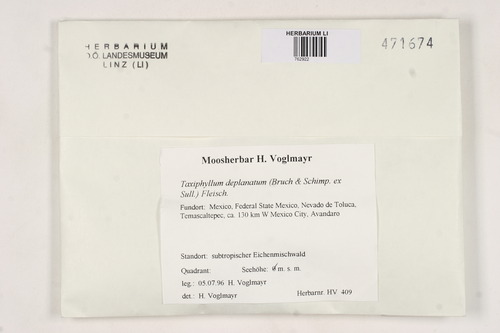 HERBARIUM
O.Ö. LANDESMUSEUM
LINZ (LI)
HERBARIUM LI
762922
471674
Moosherbar H. Voglmayr
Taxiphyllum deplanatum (Bruch & Schimp. ex
Sull.) Fleisch.
Fundort: Mexico, Federal State Mexico, Nevado de Toluca,
Temascaltepec, ca. 130 km W Mexico City, Avandaro
Standort: subtropischer Eichenmischwald
Quadrant: Seehöhe: m. s. m.
leg.: 05.07.96 H. Voglmayr
det.: H. Voglmayr Herbarnr. HV 409